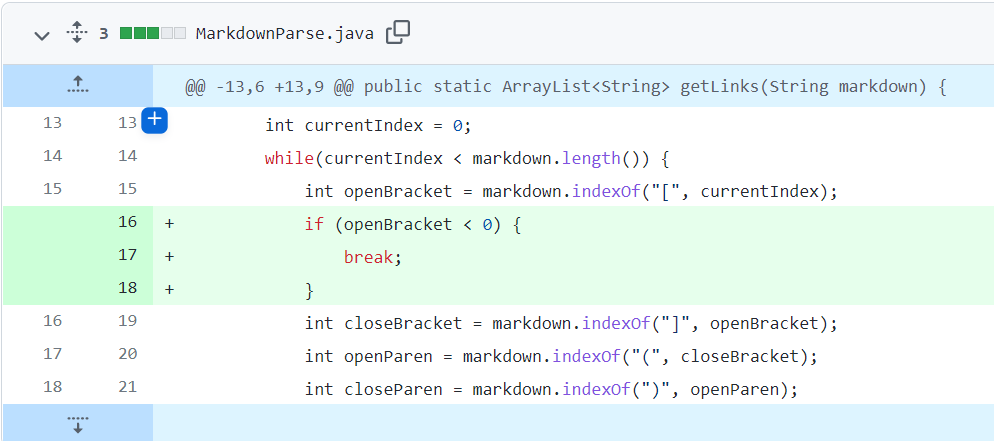 3 MarkdownParse.java
@@ -13,6 +13,9 @@ public static ArrayList<String> getLinks(String markdown) {
13 13 + int currentIndex = 0;
14 14 while(currentIndex < markdown.length()) {
15 15 int openBracket = markdown.indexOf("[", currentIndex);
16 + if (openBracket < 0) {
17 + break;
18 + }
16 19 int closeBracket = markdown.indexOf("]", openBracket);
17 20 int openParen = markdown.indexOf("(", closeBracket);
18 21 int closeParen = markdown.indexOf(")", openParen);